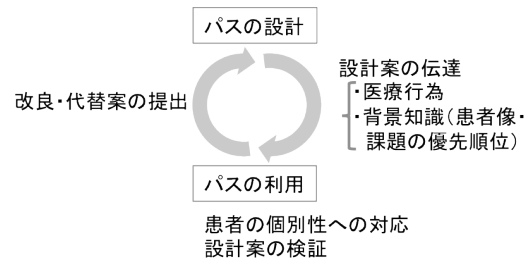 パスの設計
設計案の伝達
・医療行為
・背景知識(患者像・
課題の優先順位)
改良・代替案の提出
パスの利用
患者の個別性への対応
設計案の検証